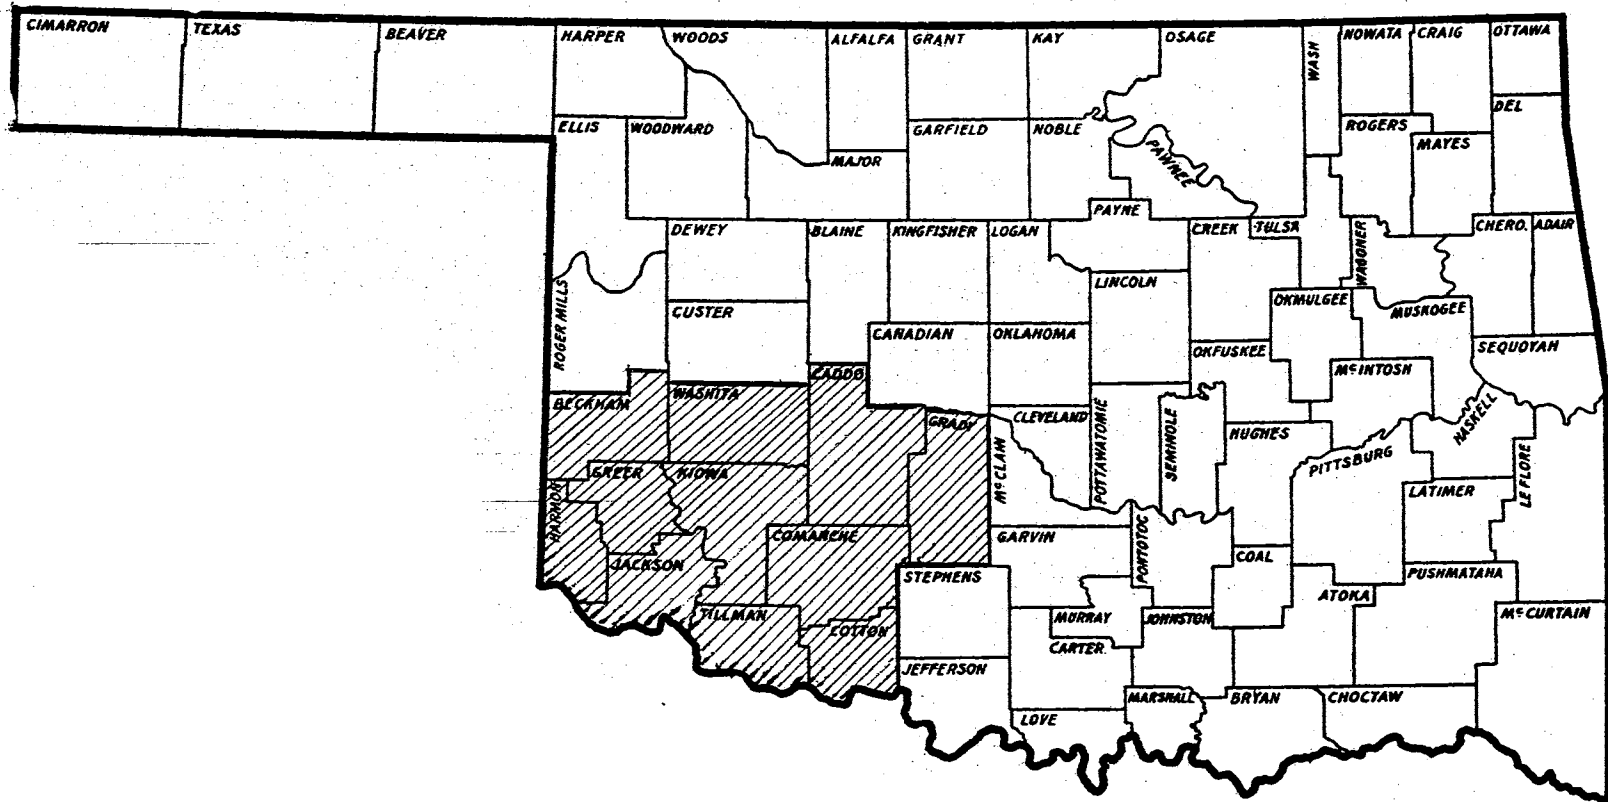 CIMARRON
TEXAS
BEAVER
HARPER
WOODS
ALFALFA
GRANT
KAY
OSAGE
WASH
NOWATA
CRAIG
OTTAWA
DEL
ELLIS
WOODWARD
MAJOR
GARFIELD
NOBLE
PAWNEE
ROGERS
MAYES
PAYNE
DEWEY
BLAINE
KINGFISHER
LOGAN
CREEK
TULSA
WAGONER
CHERO.
ADAIR
LINCOLN
ROGER MILLS
CUSTER
CANADIAN
OKLAHOMA
OKMULGEE
MUSKOGEE
OKFUSKEE
SEQUOYAH
McINTOSH
CADDO
WASHITA
BECKHAM
GRADY
CLEVELAND
McCLAIN
POTTAWATOMIE
SEMINOLE
HUGHES
HASKELL
PITTSBURG
LE FLORE
LATIMER
GREER
KIOWA
HARMON
COMANCHE
GARVIN
PONTOTOC
COAL
JACKSON
STEPHENS
PUSHMATAHA
ATOKA
TILLMAN
COTTON
MURRAY
JOHNSTON
McCURTAIN
CARTER
JEFFERSON
MARSHALL
BRYAN
CHOCTAW
LOVE